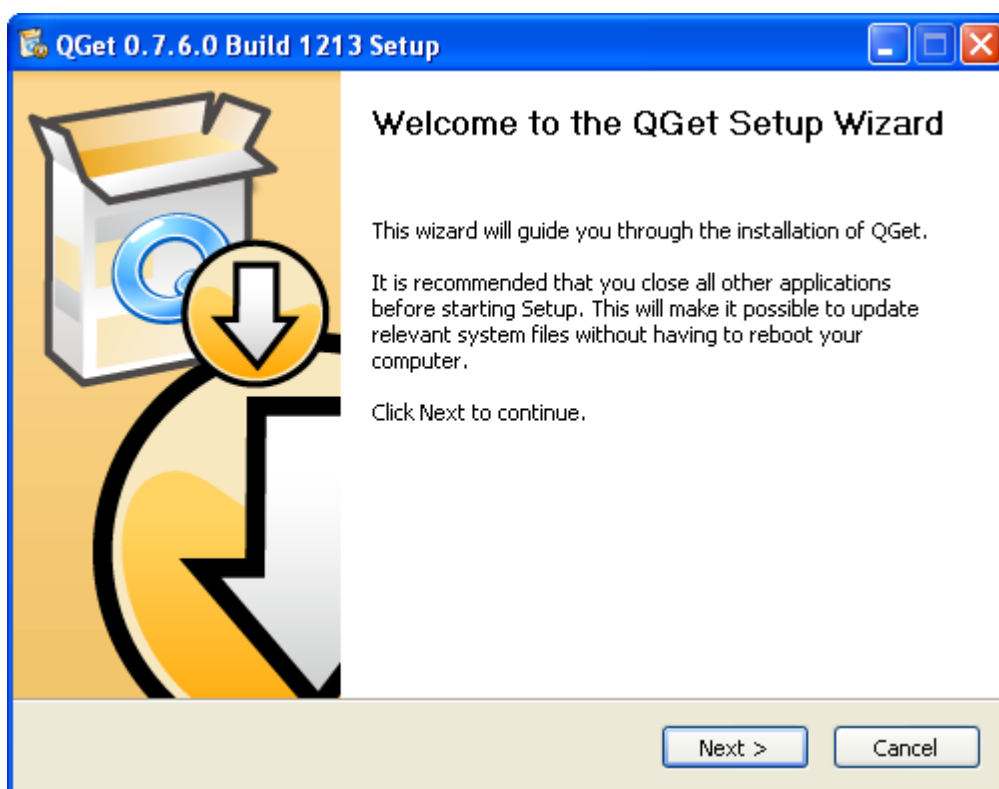 QGet 0.7.6.0 Build 1213 Setup
Welcome to the QGet Setup Wizard
This wizard will guide you through the installation of QGet.
It is recommended that you close all other applications
before starting Setup. This will make it possible to update
relevant system files without having to reboot your
computer.
Click Next to continue.
Q
Next >
Cancel